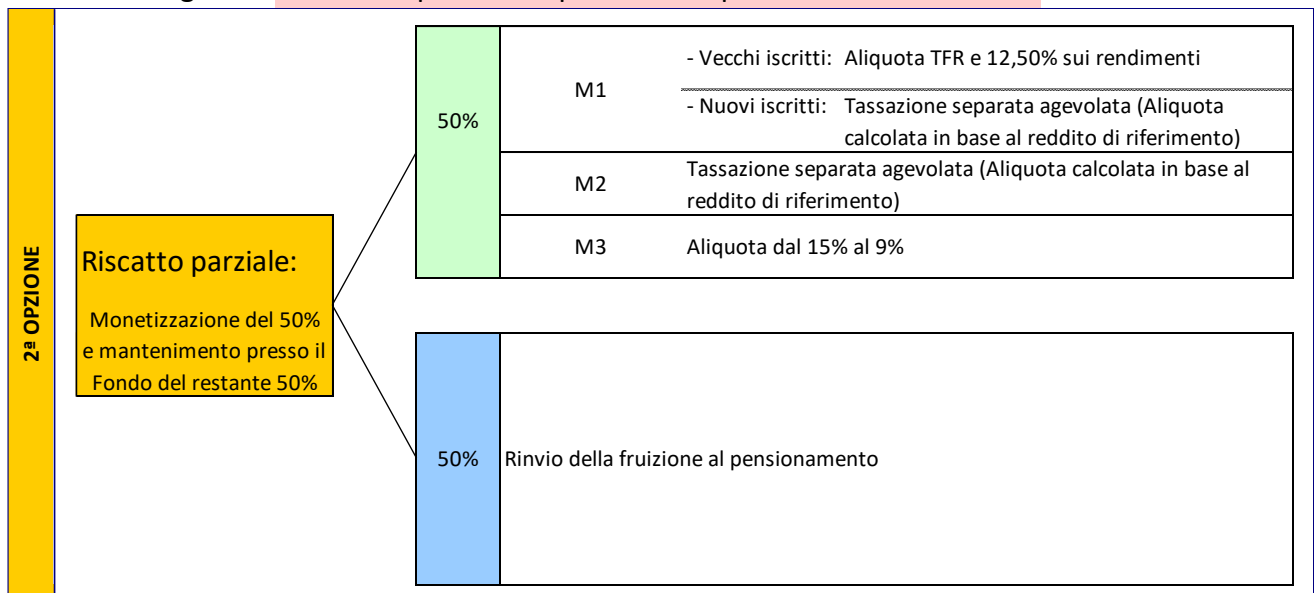 2ª OPZIONE
Riscatto parziale:
Monetizzazione del 50%
e mantenimento presso il
Fondo del restante 50%
50%
M1
- Vecchi iscritti: Aliquota TFR e 12,50% sui rendimenti
- Nuovi iscritti: Tassazione separata agevolata (Aliquota
calcolata in base al reddito di riferimento)
M2
Tassazione separata agevolata (Aliquota calcolata in base al
reddito di riferimento)
M3
Aliquota dal 15% al 9%
50%
Rinvio della fruizione al pensionamento